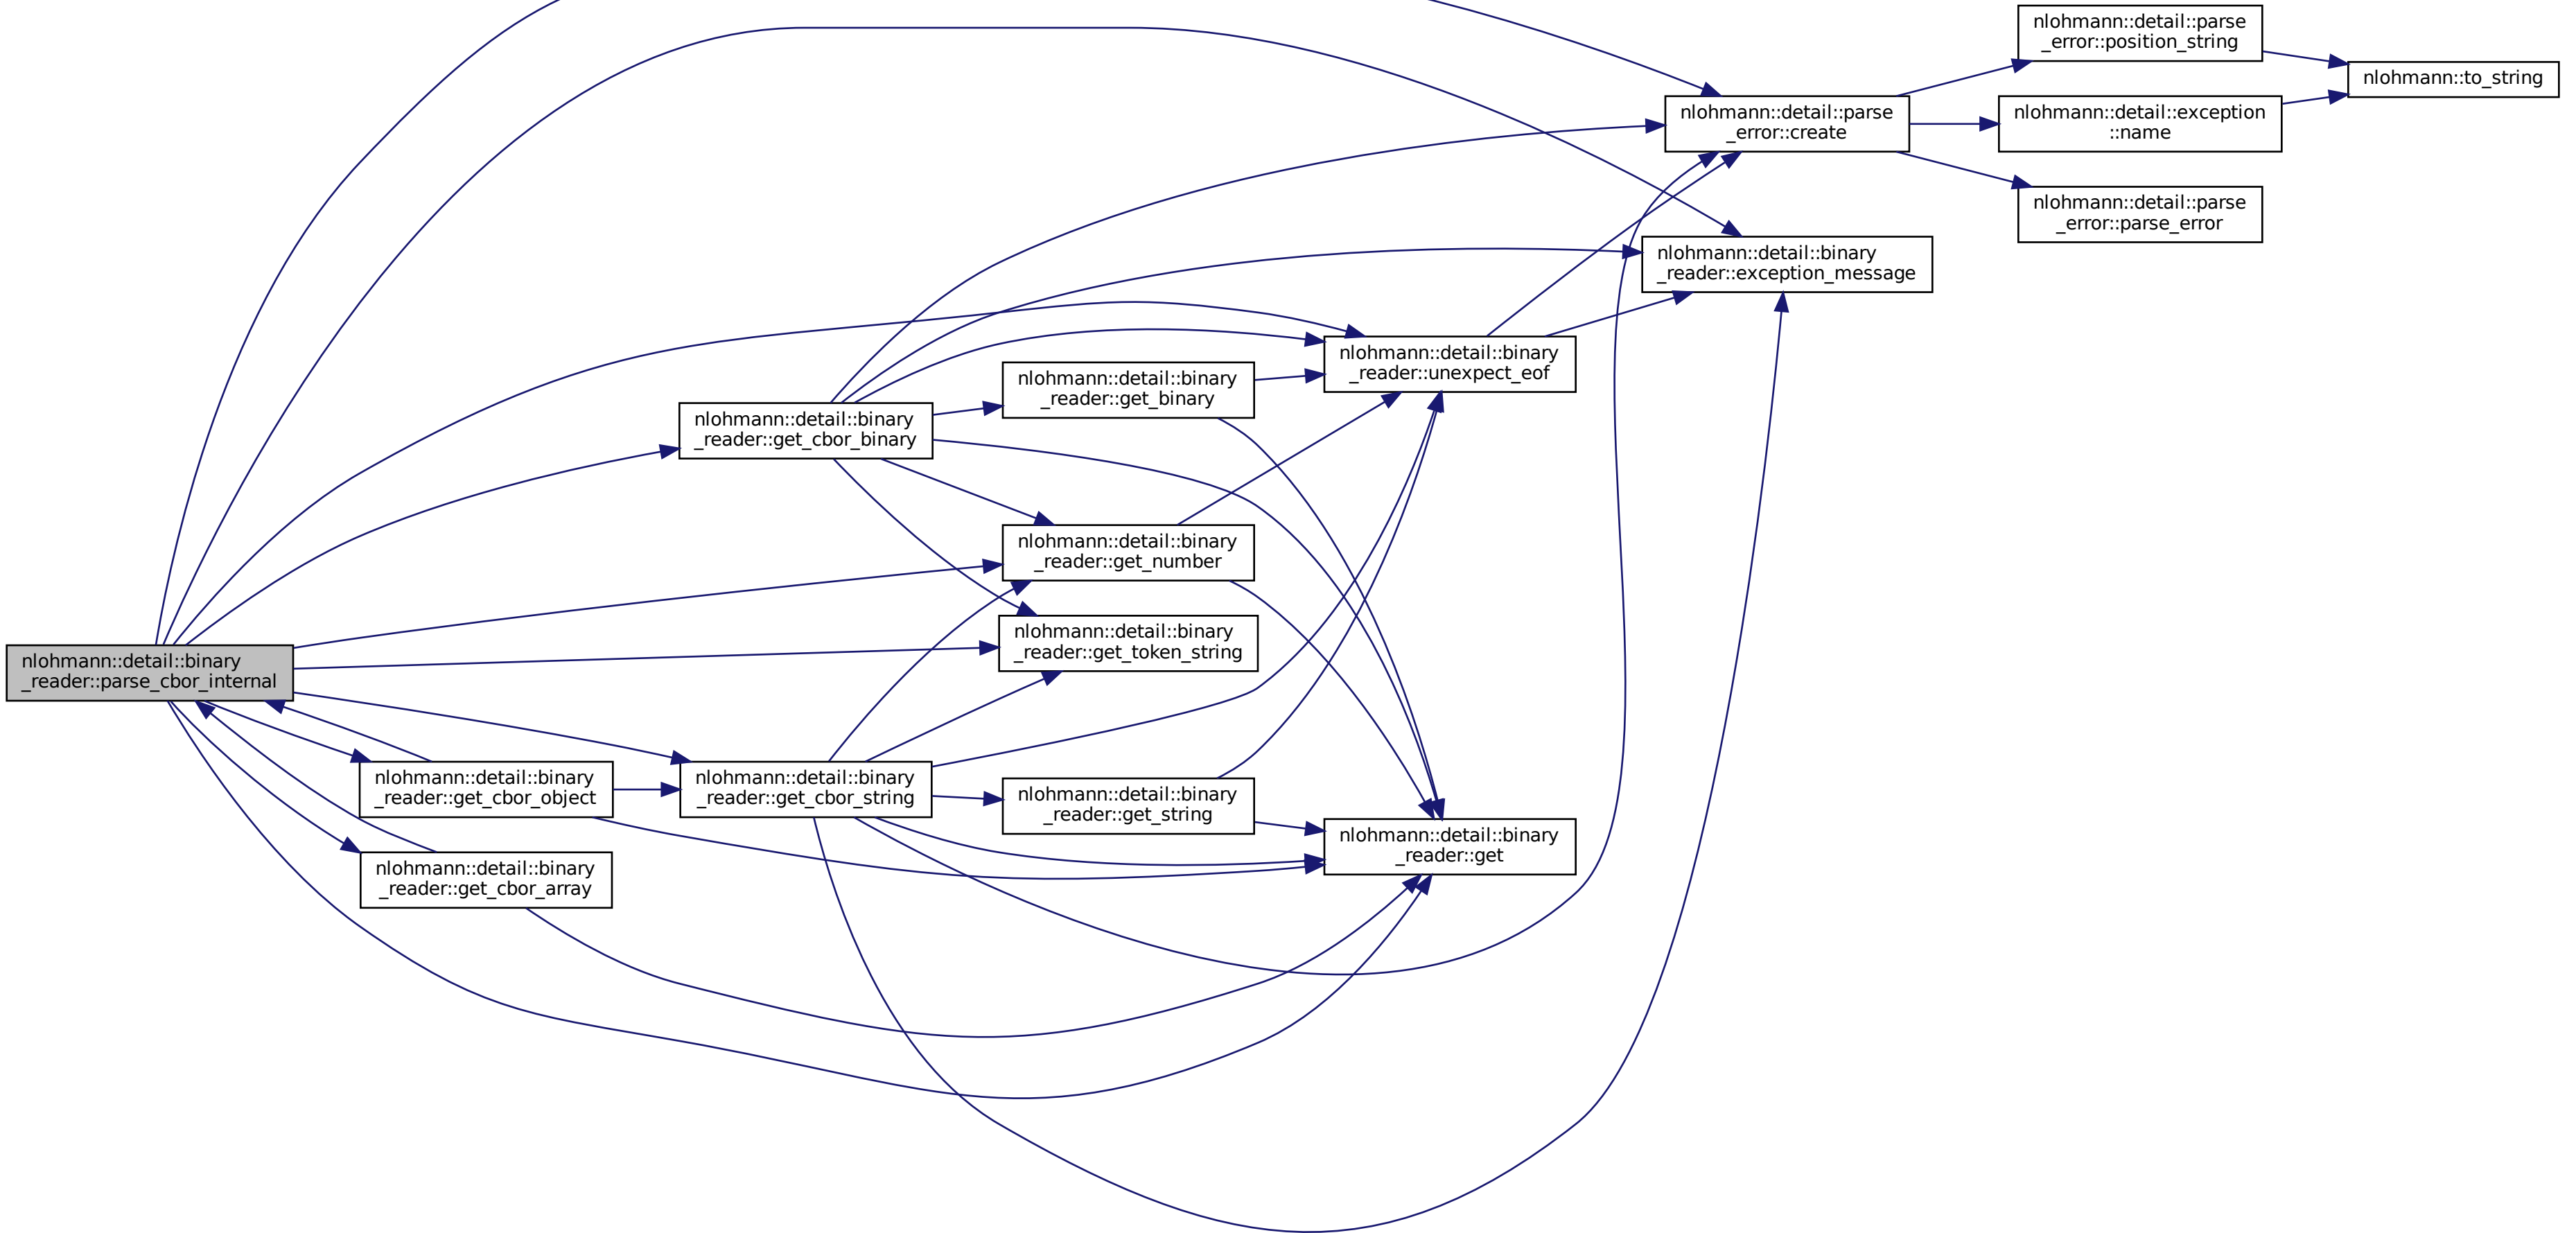 nlohmann::detail::parse
_error::position_string
nlohmann::to_string
nlohmann::detail::parse
_error::create
nlohmann::detail::exception
::name
nlohmann::detail::parse
_error::parse_error
nlohmann::detail::binary
_reader::exception_message
nlohmann::detail::binary
_reader::unexpect_eof
nlohmann::detail::binary
_reader::get_binary
nlohmann::detail::binary
_reader::get_cbor_binary
nlohmann::detail::binary
_reader::get_number
nlohmann::detail::binary
_reader::get_token_string
nlohmann::detail::binary
_reader::parse_cbor_internal
nlohmann::detail::binary
_reader::get_cbor_object
nlohmann::detail::binary
_reader::get_cbor_string
nlohmann::detail::binary
_reader::get_string
nlohmann::detail::binary
_reader::get
nlohmann::detail::binary
_reader::get_cbor_array